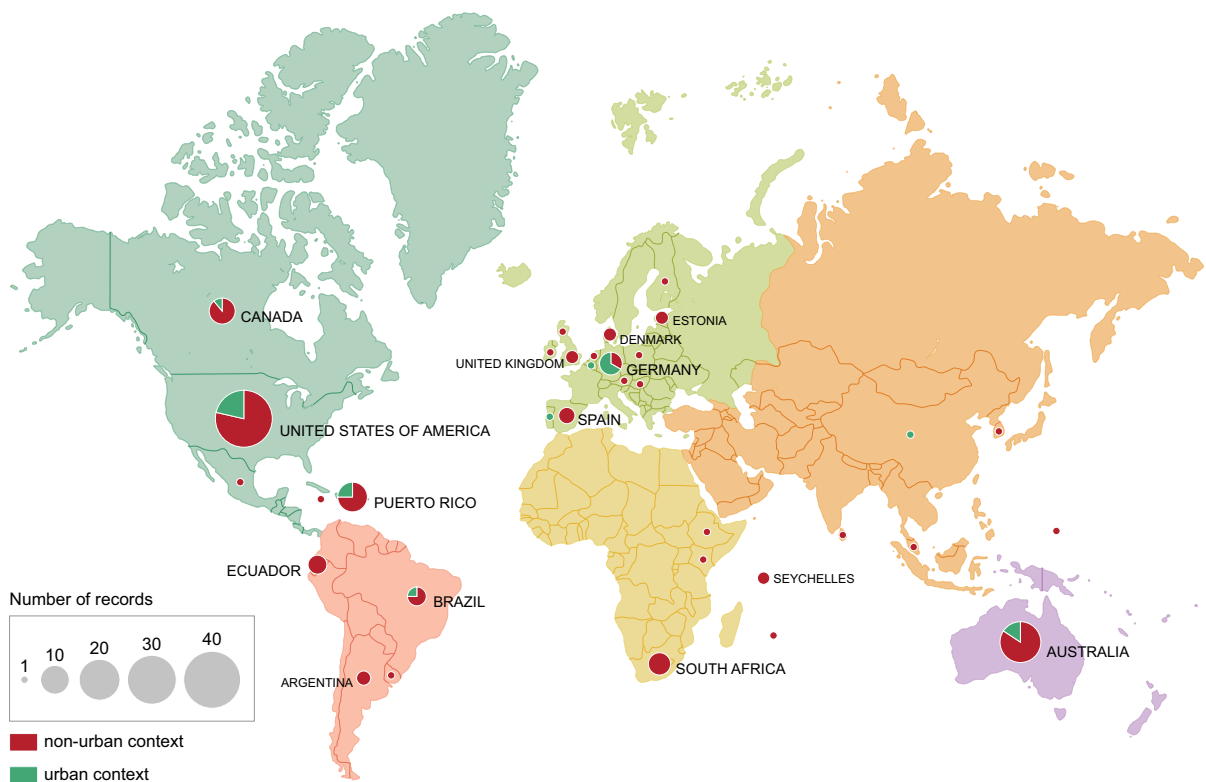 CANADA
ESTONIA
DENMARK
UNITED KINGDOM
GERMANY
SPAIN
UNITED STATES OF AMERICA
PUERTO RICO
ECUADOR
SEYCHELLES
BRAZIL
AUSTRALIA
SOUTH AFRICA
ARGENTINA
Number of records
1 10 20 30 40
non-urban context
urban context